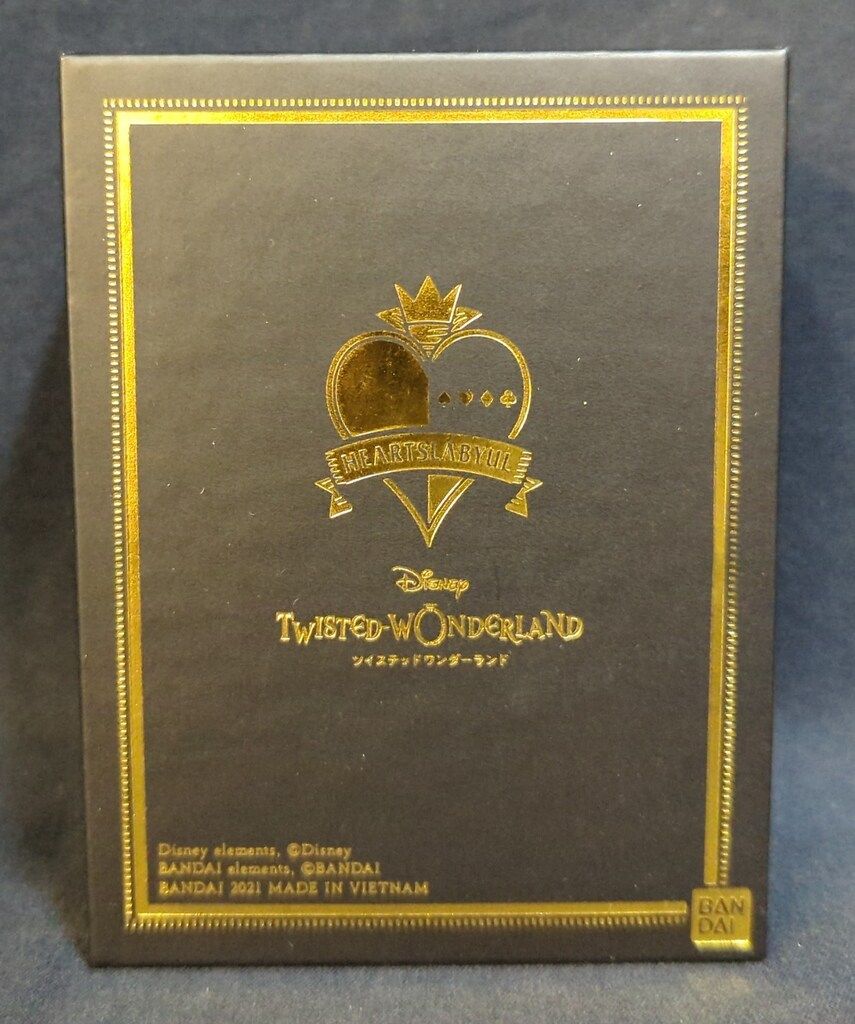 HEARTSLABYUL
Disney
TWISTED-WONDERLAND
ツイステッドワンダーランド
Disney elements, ©Disney
BANDAI elements, ©BANDAI
BANDAI 2021 MADE IN VIETNAM
BAN
DAI